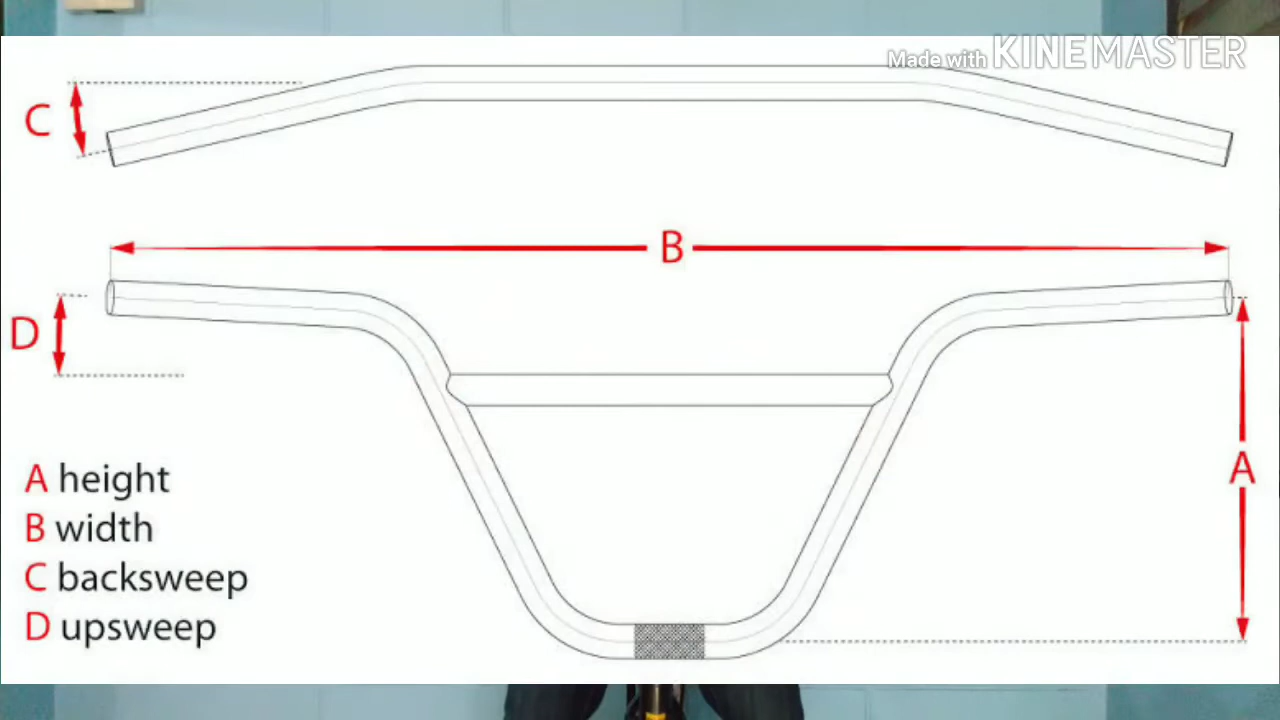 Made with KINEMASTER
C
B
D
A
A height
B width
C backsweep
D upsweep